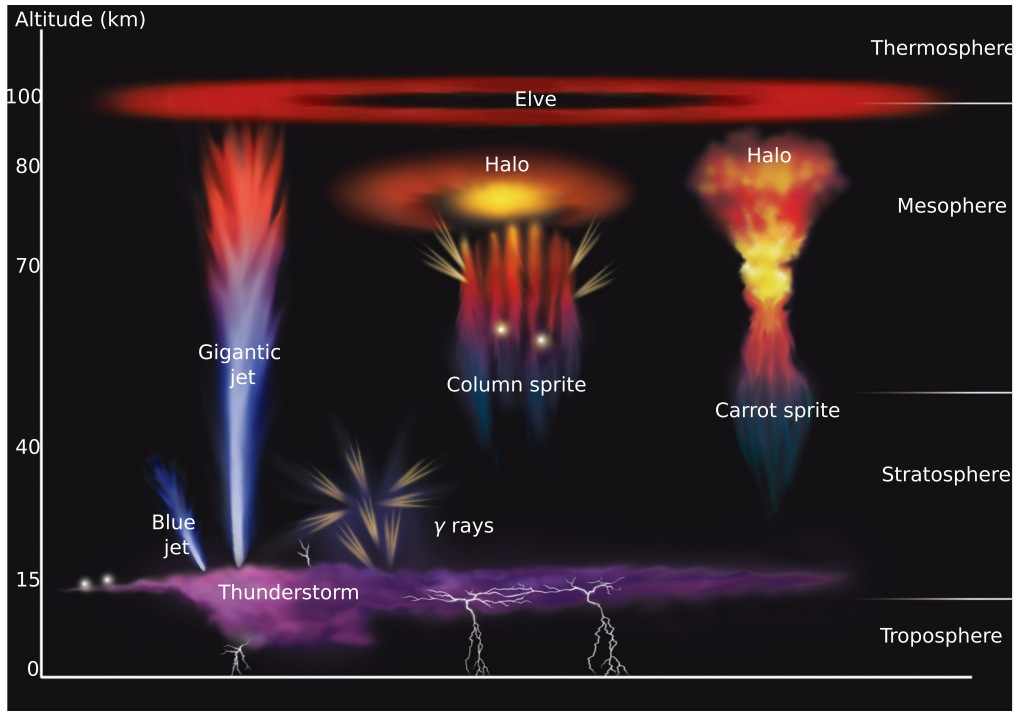 Altitude (km)
Thermosphere
100
Elve
80
Halo
Halo
Mesophere
70
Gigantic
jet
Column sprite
Carrot sprite
40
Stratosphere
Blue
jet
γ rays
15
Thunderstorm
Troposphere
0